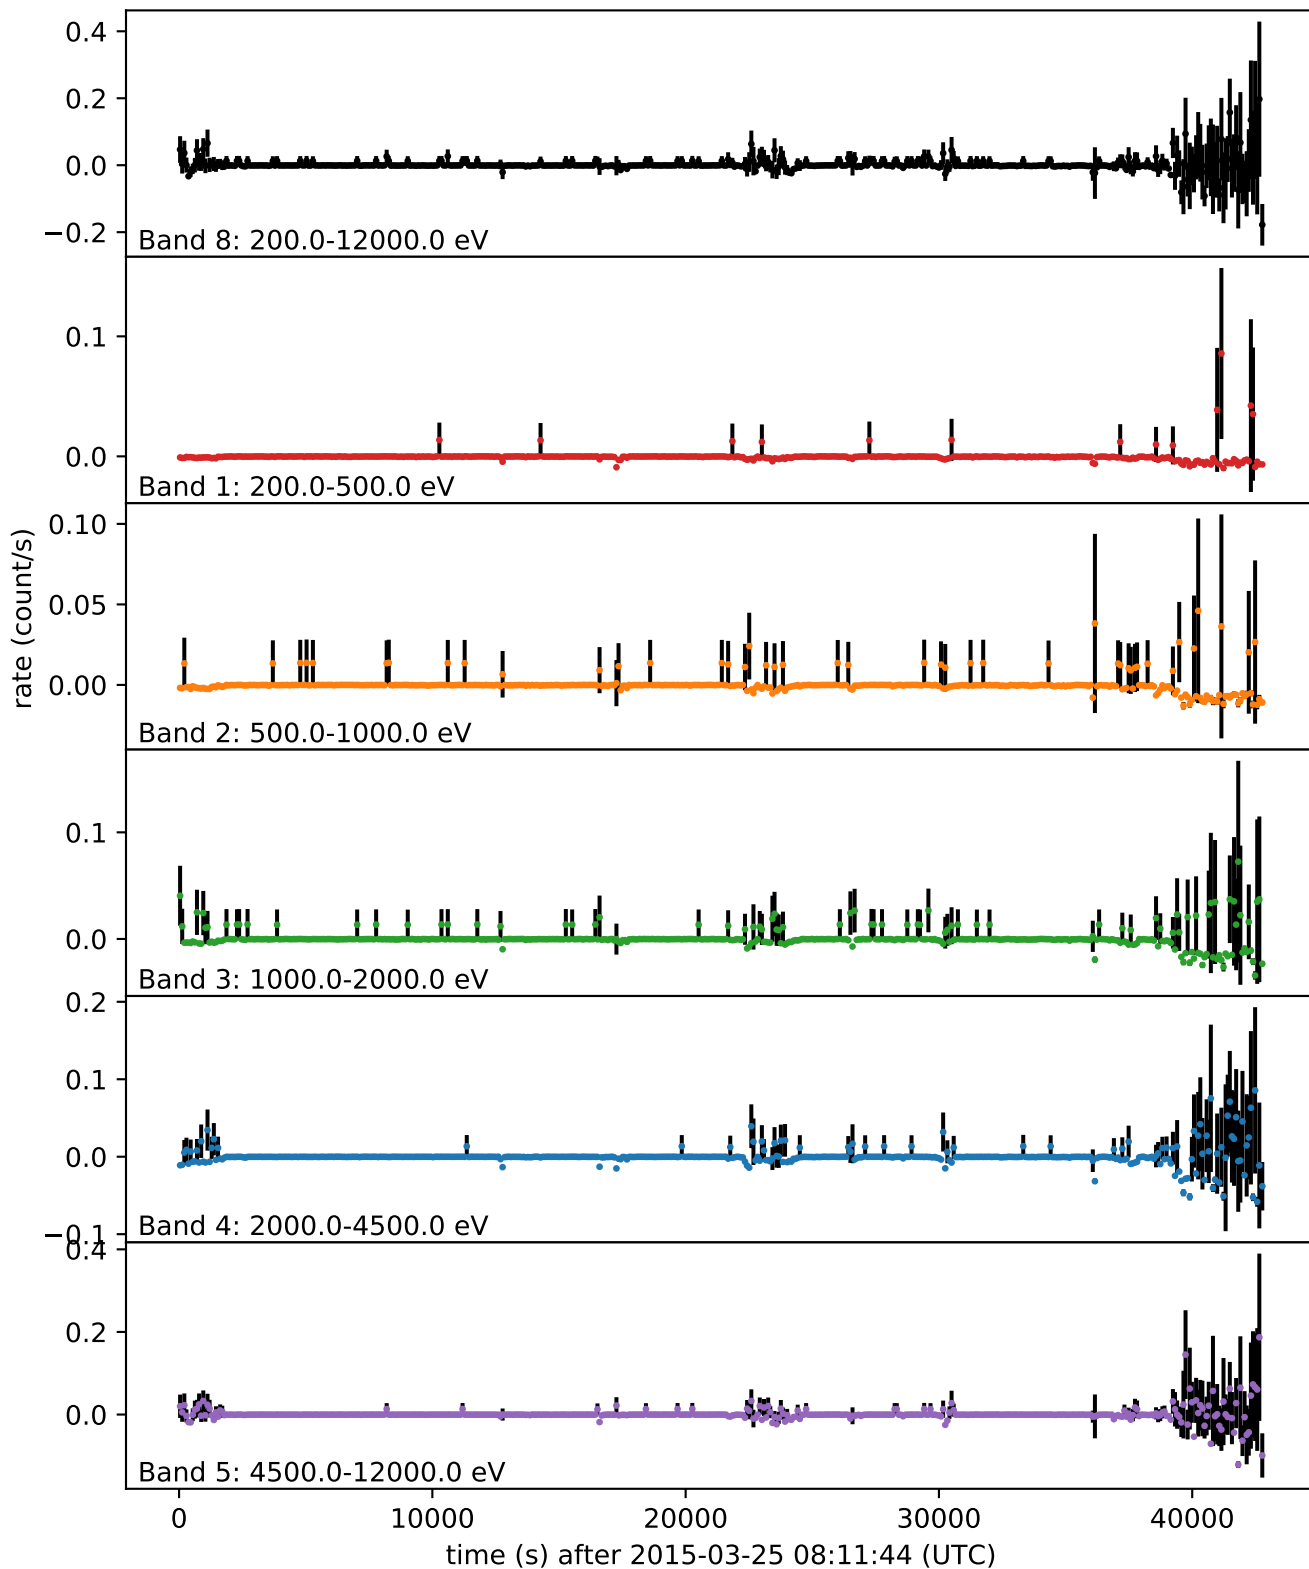 0.4
0.2
0.0
−0.2
Band 8: 200.0-12000.0 eV
0.1
0.0
Band 1: 200.0-500.0 eV
rate (count/s)
0.10
0.05
0.00
Band 2: 500.0-1000.0 eV
0.1
0.0
Band 3: 1000.0-2000.0 eV
0.2
0.1
0.0
−0.1
Band 4: 2000.0-4500.0 eV
0.4
0.2
0.0
Band 5: 4500.0-12000.0 eV
0 10000 20000 30000 40000
time (s) after 2015-03-25 08:11:44 (UTC)